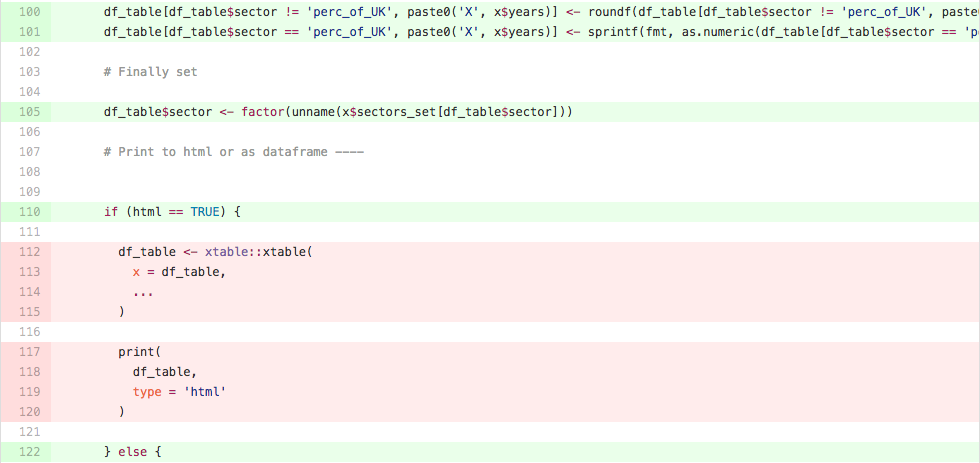 100 df_table[df_table$sector != 'perc_of_UK', paste0('X', x$years)] <- roundf(df_table[df_table$sector != 'perc_of_UK', paste
101 df_table[df_table$sector == 'perc_of_UK', paste0('X', x$years)] <- sprintf(fmt, as.numeric(df_table[df_table$sector == 'p
102
103 # Finally set
104
105 df_table$sector <- factor(unname(x$sectors_set[df_table$sector]))
106
107 # Print to html or as dataframe ----
108
109
110 if (html == TRUE) {
111
112 df_table <- xtable::xtable(
113 x = df_table,
114 ...
115 )
116
117 print(
118 df_table,
119 type = 'html'
120 )
121
122 } else {